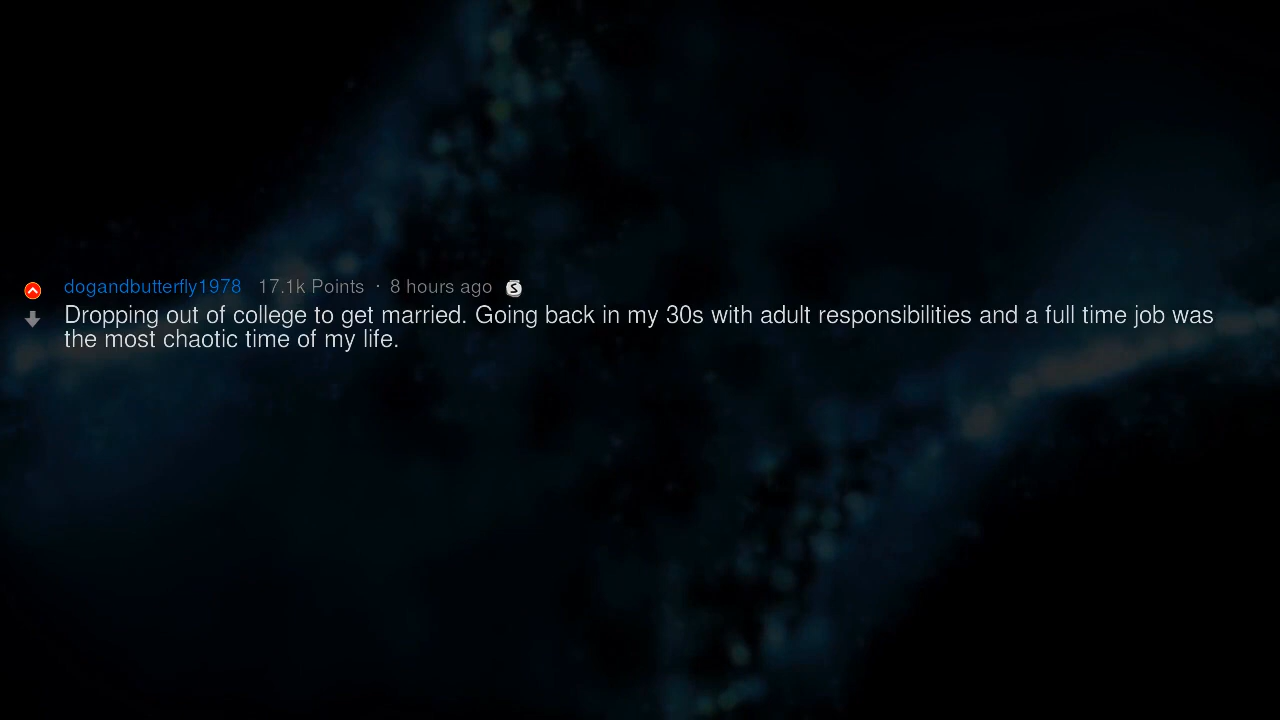 dogandbutterfly1978 17.1k Points · 8 hours ago S
Dropping out of college to get married. Going back in my 30s with adult responsibilities and a full time job was
the most chaotic time of my life.